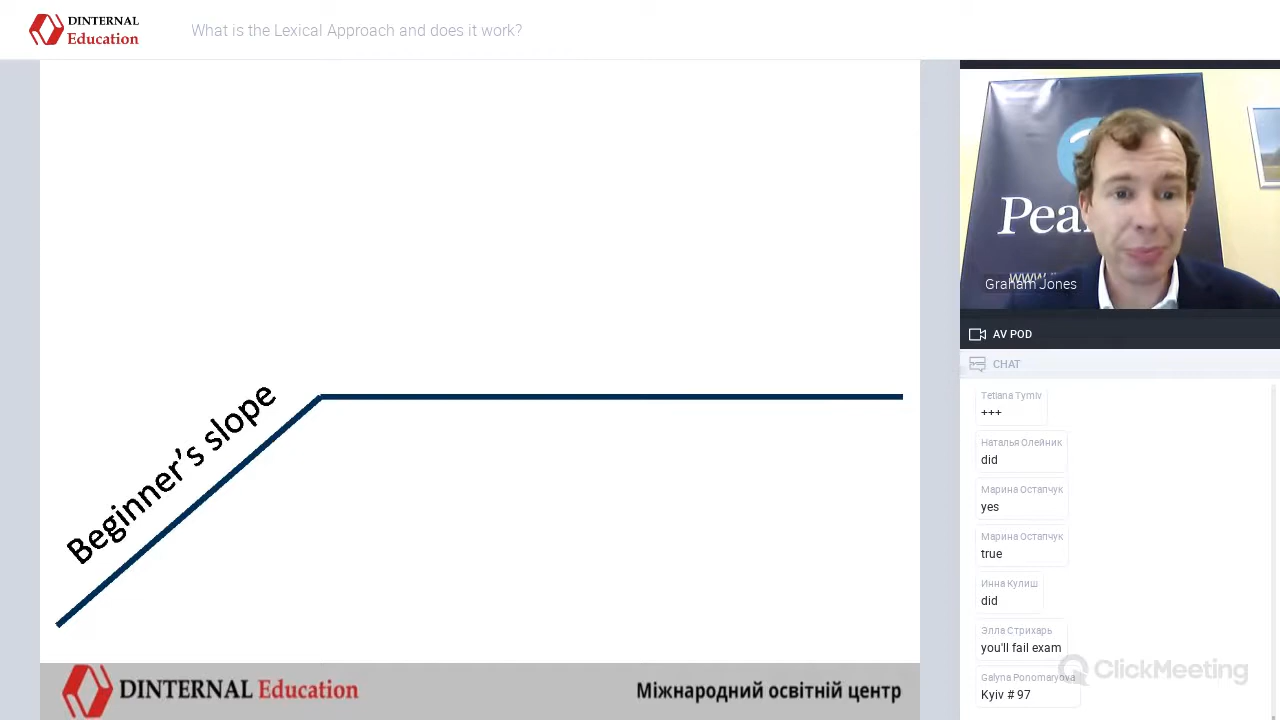 DINTERNAL
Education
What is the Lexical Approach and does it work?
Beginner's slope
DINTERNAL Education
Міжнародний освітній центр
Graham Jones
AV POD
CHAT
Tetiana Tymiv
+++
Наталья Олейник
did
Марина Остапчук
yes
Марина Остапчук
true
Инна Кулиш
did
Элла Стрихарь
you'll fail exam
Galyna Ponomaryova
Kyiv # 97
ClickMeeting